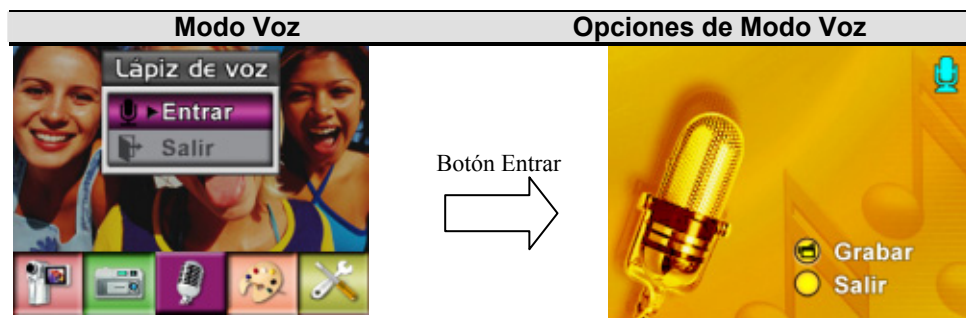 Modo Voz
Opciones de Modo Voz
Lápiz de voz
Entrar
Salir
Botón Entrar
Grabar
Salir